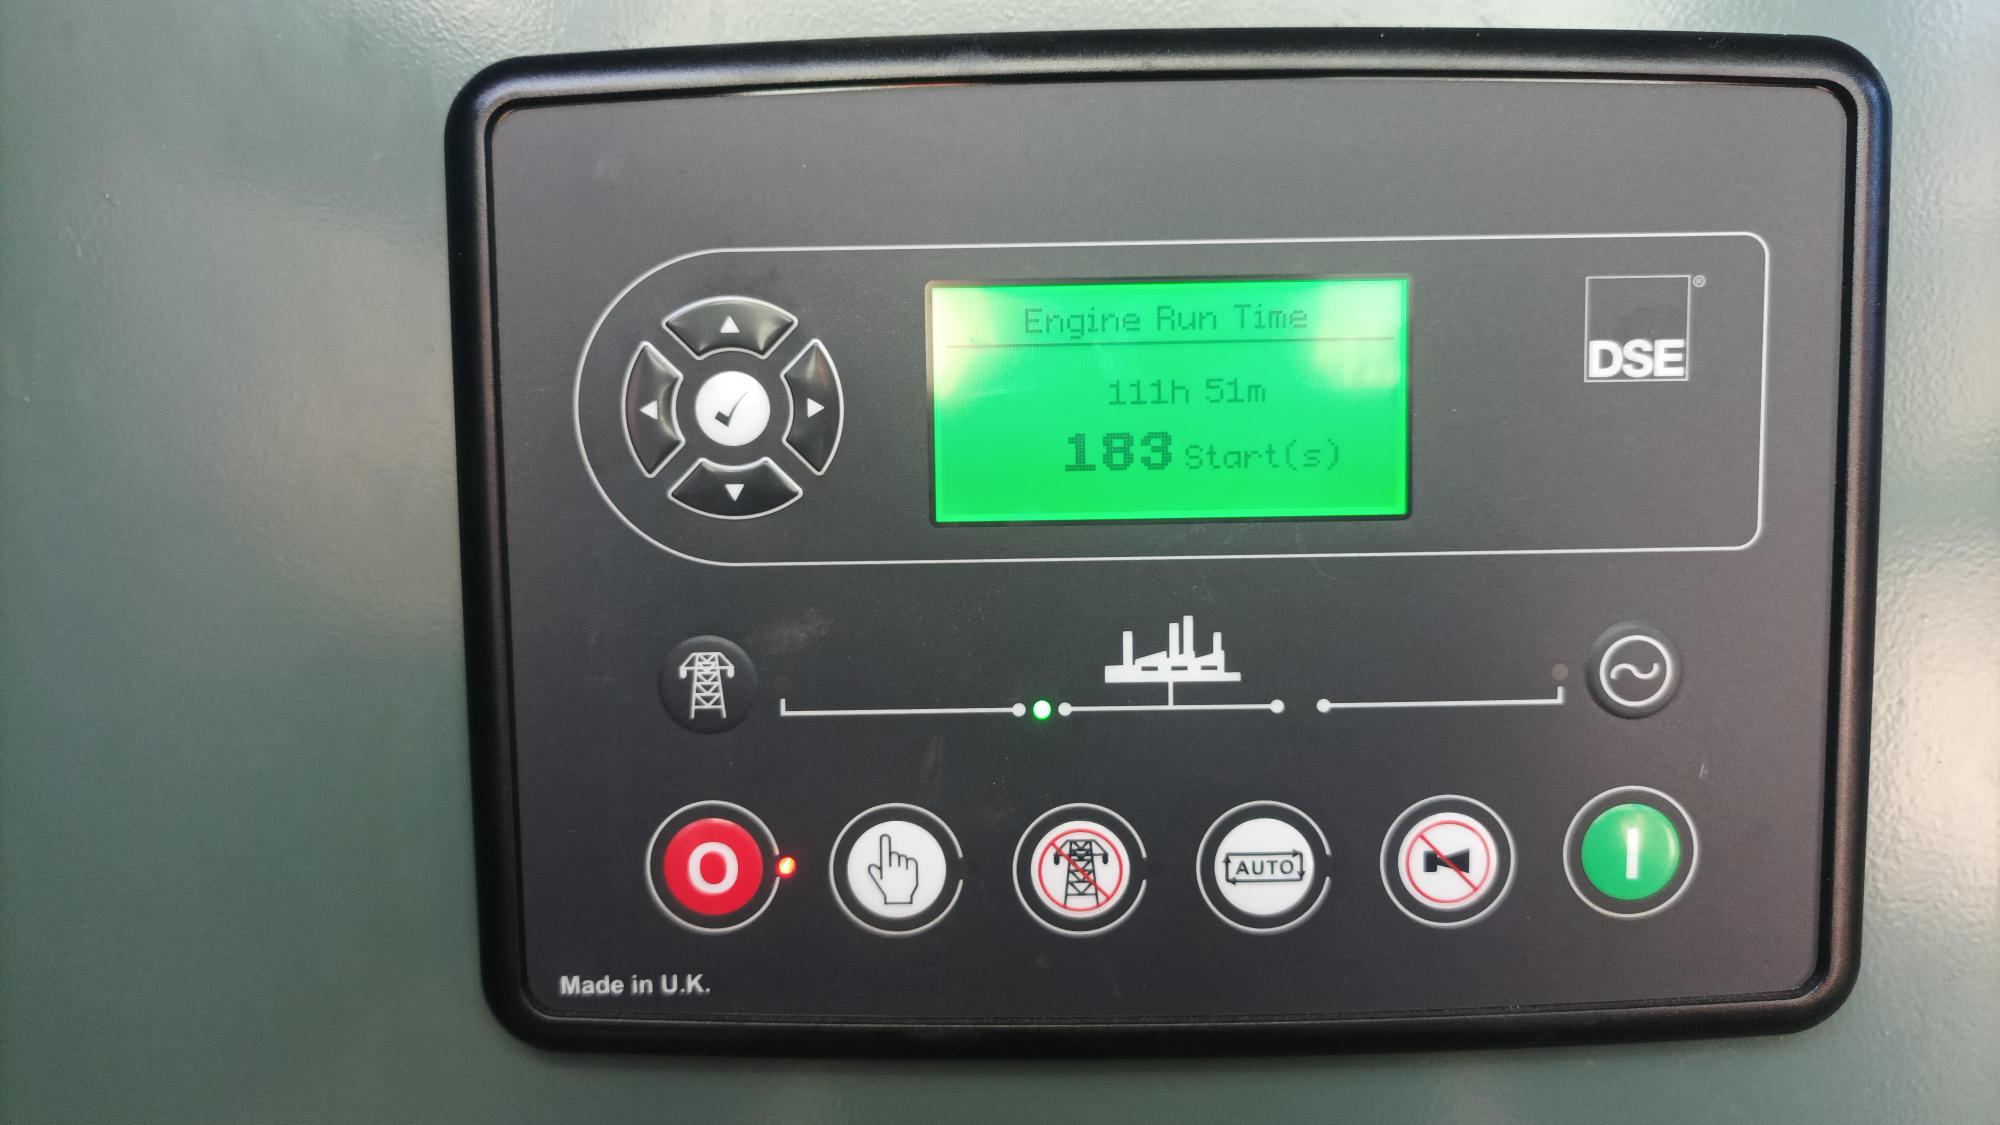 Engine Run Time
111h 51m
183 Start(s)
DSE®
O
AUTO
I
Made in U.K.